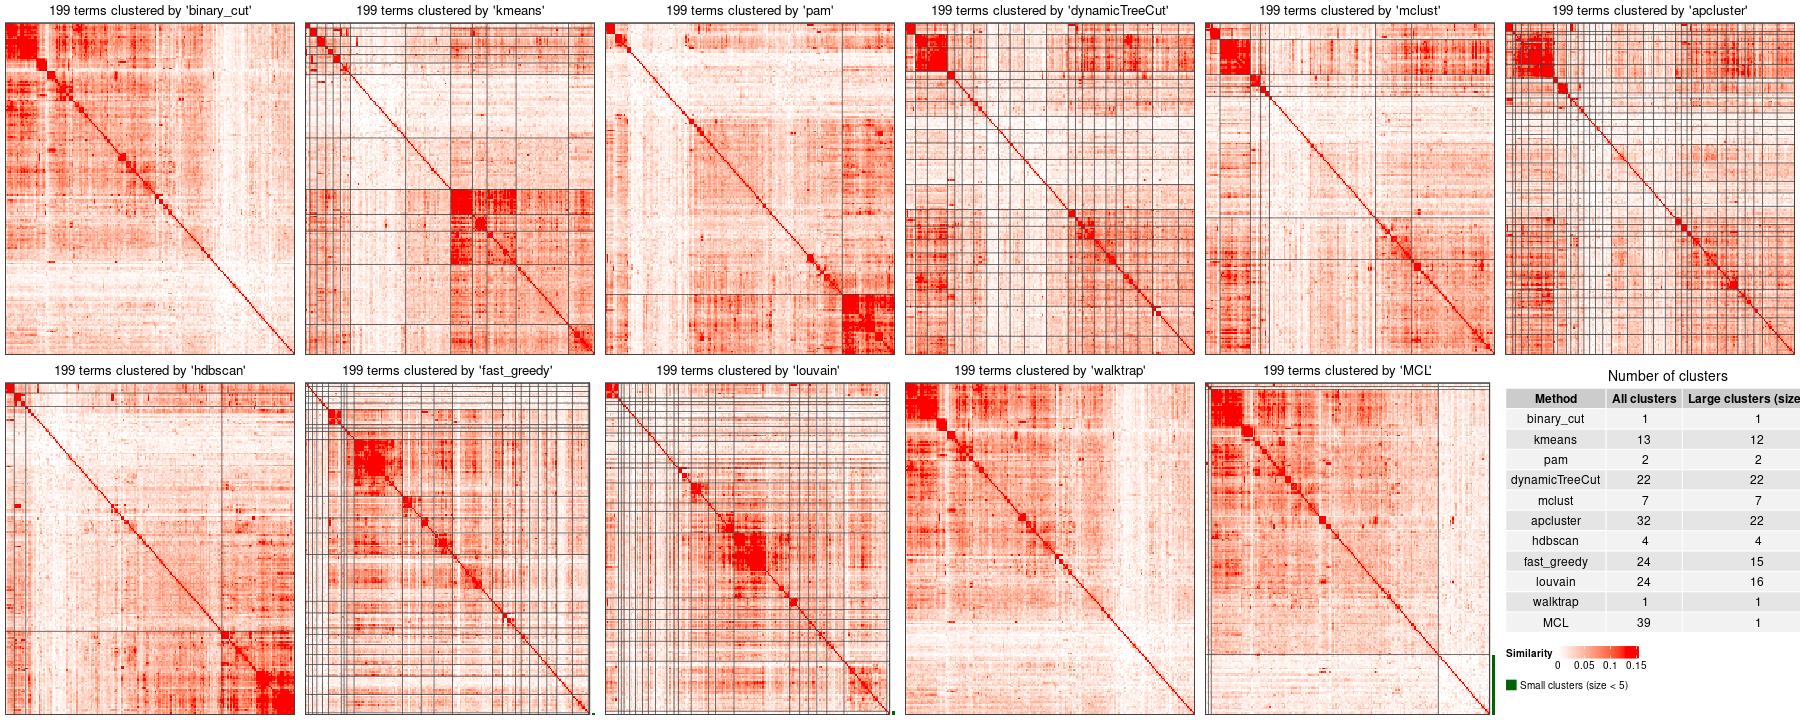 199 terms clustered by 'binary_cut'
199 terms clustered by 'kmeans'
199 terms clustered by 'pam'
199 terms clustered by 'dynamicTreeCut'
199 terms clustered by 'mclust'
199 terms clustered by 'apcluster'
199 terms clustered by 'hdbscan'
199 terms clustered by 'fast_greedy'
199 terms clustered by 'louvain'
199 terms clustered by 'walktrap'
199 terms clustered by 'MCL'
Number of clusters
Method All clusters Large clusters (size
binary_cut 1 1
kmeans 13 12
pam 2 2
dynamicTreeCut 22 22
mclust 7 7
apcluster 32 22
hdbscan 4 4
fast_greedy 24 15
louvain 24 16
walktrap 1 1
MCL 39 1
Similarity
0 0.05 0.1 0.15
Small clusters (size < 5)